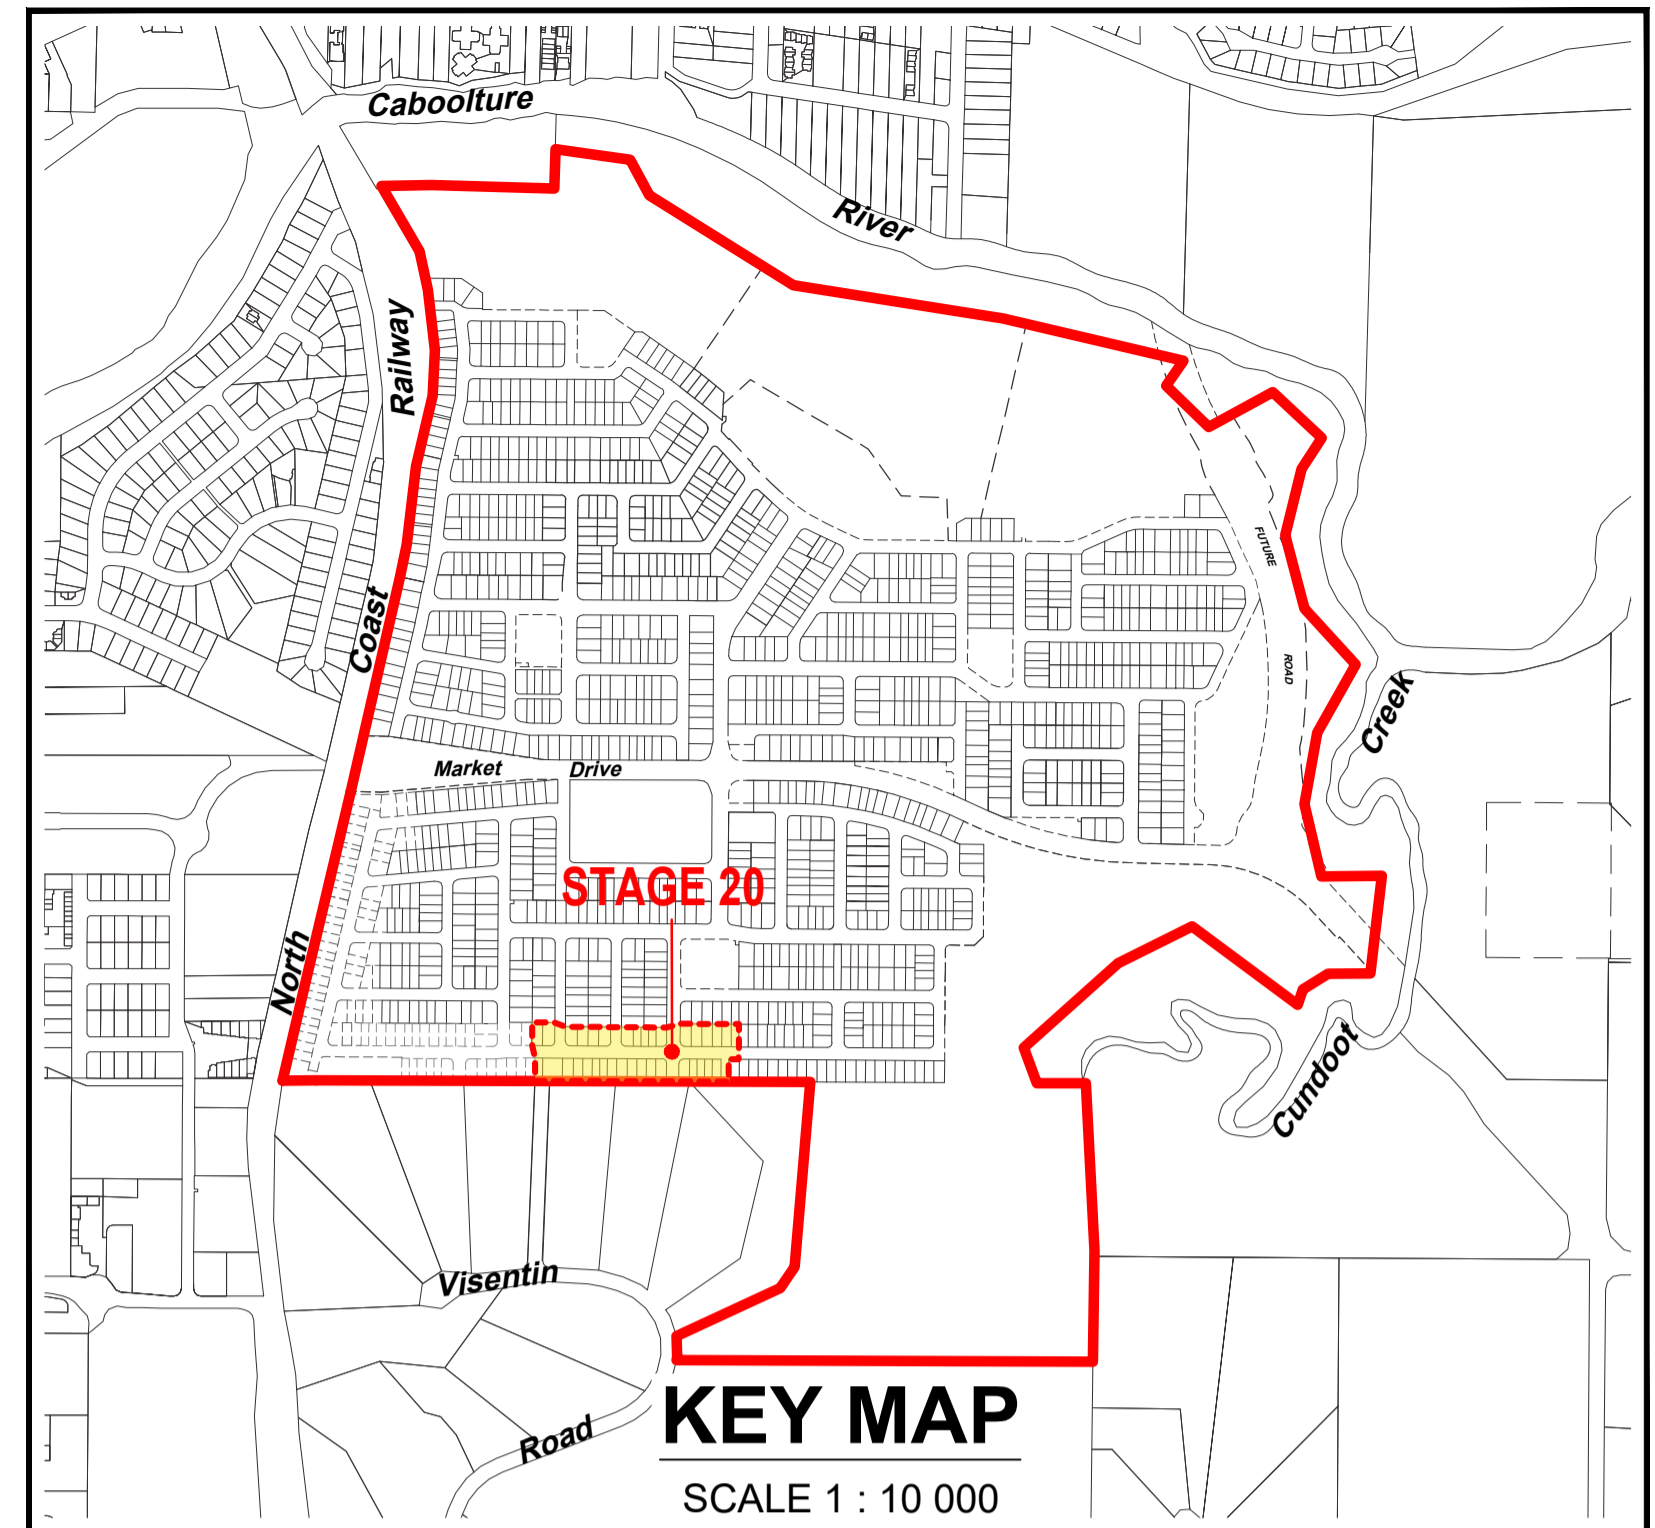 Caboolture
River
Railway
Coast
North
FUTURE
ROAD
Creek
Market Drive
STAGE 20
Cundoot
Visentin
Road
KEY MAP
SCALE 1 : 10 000